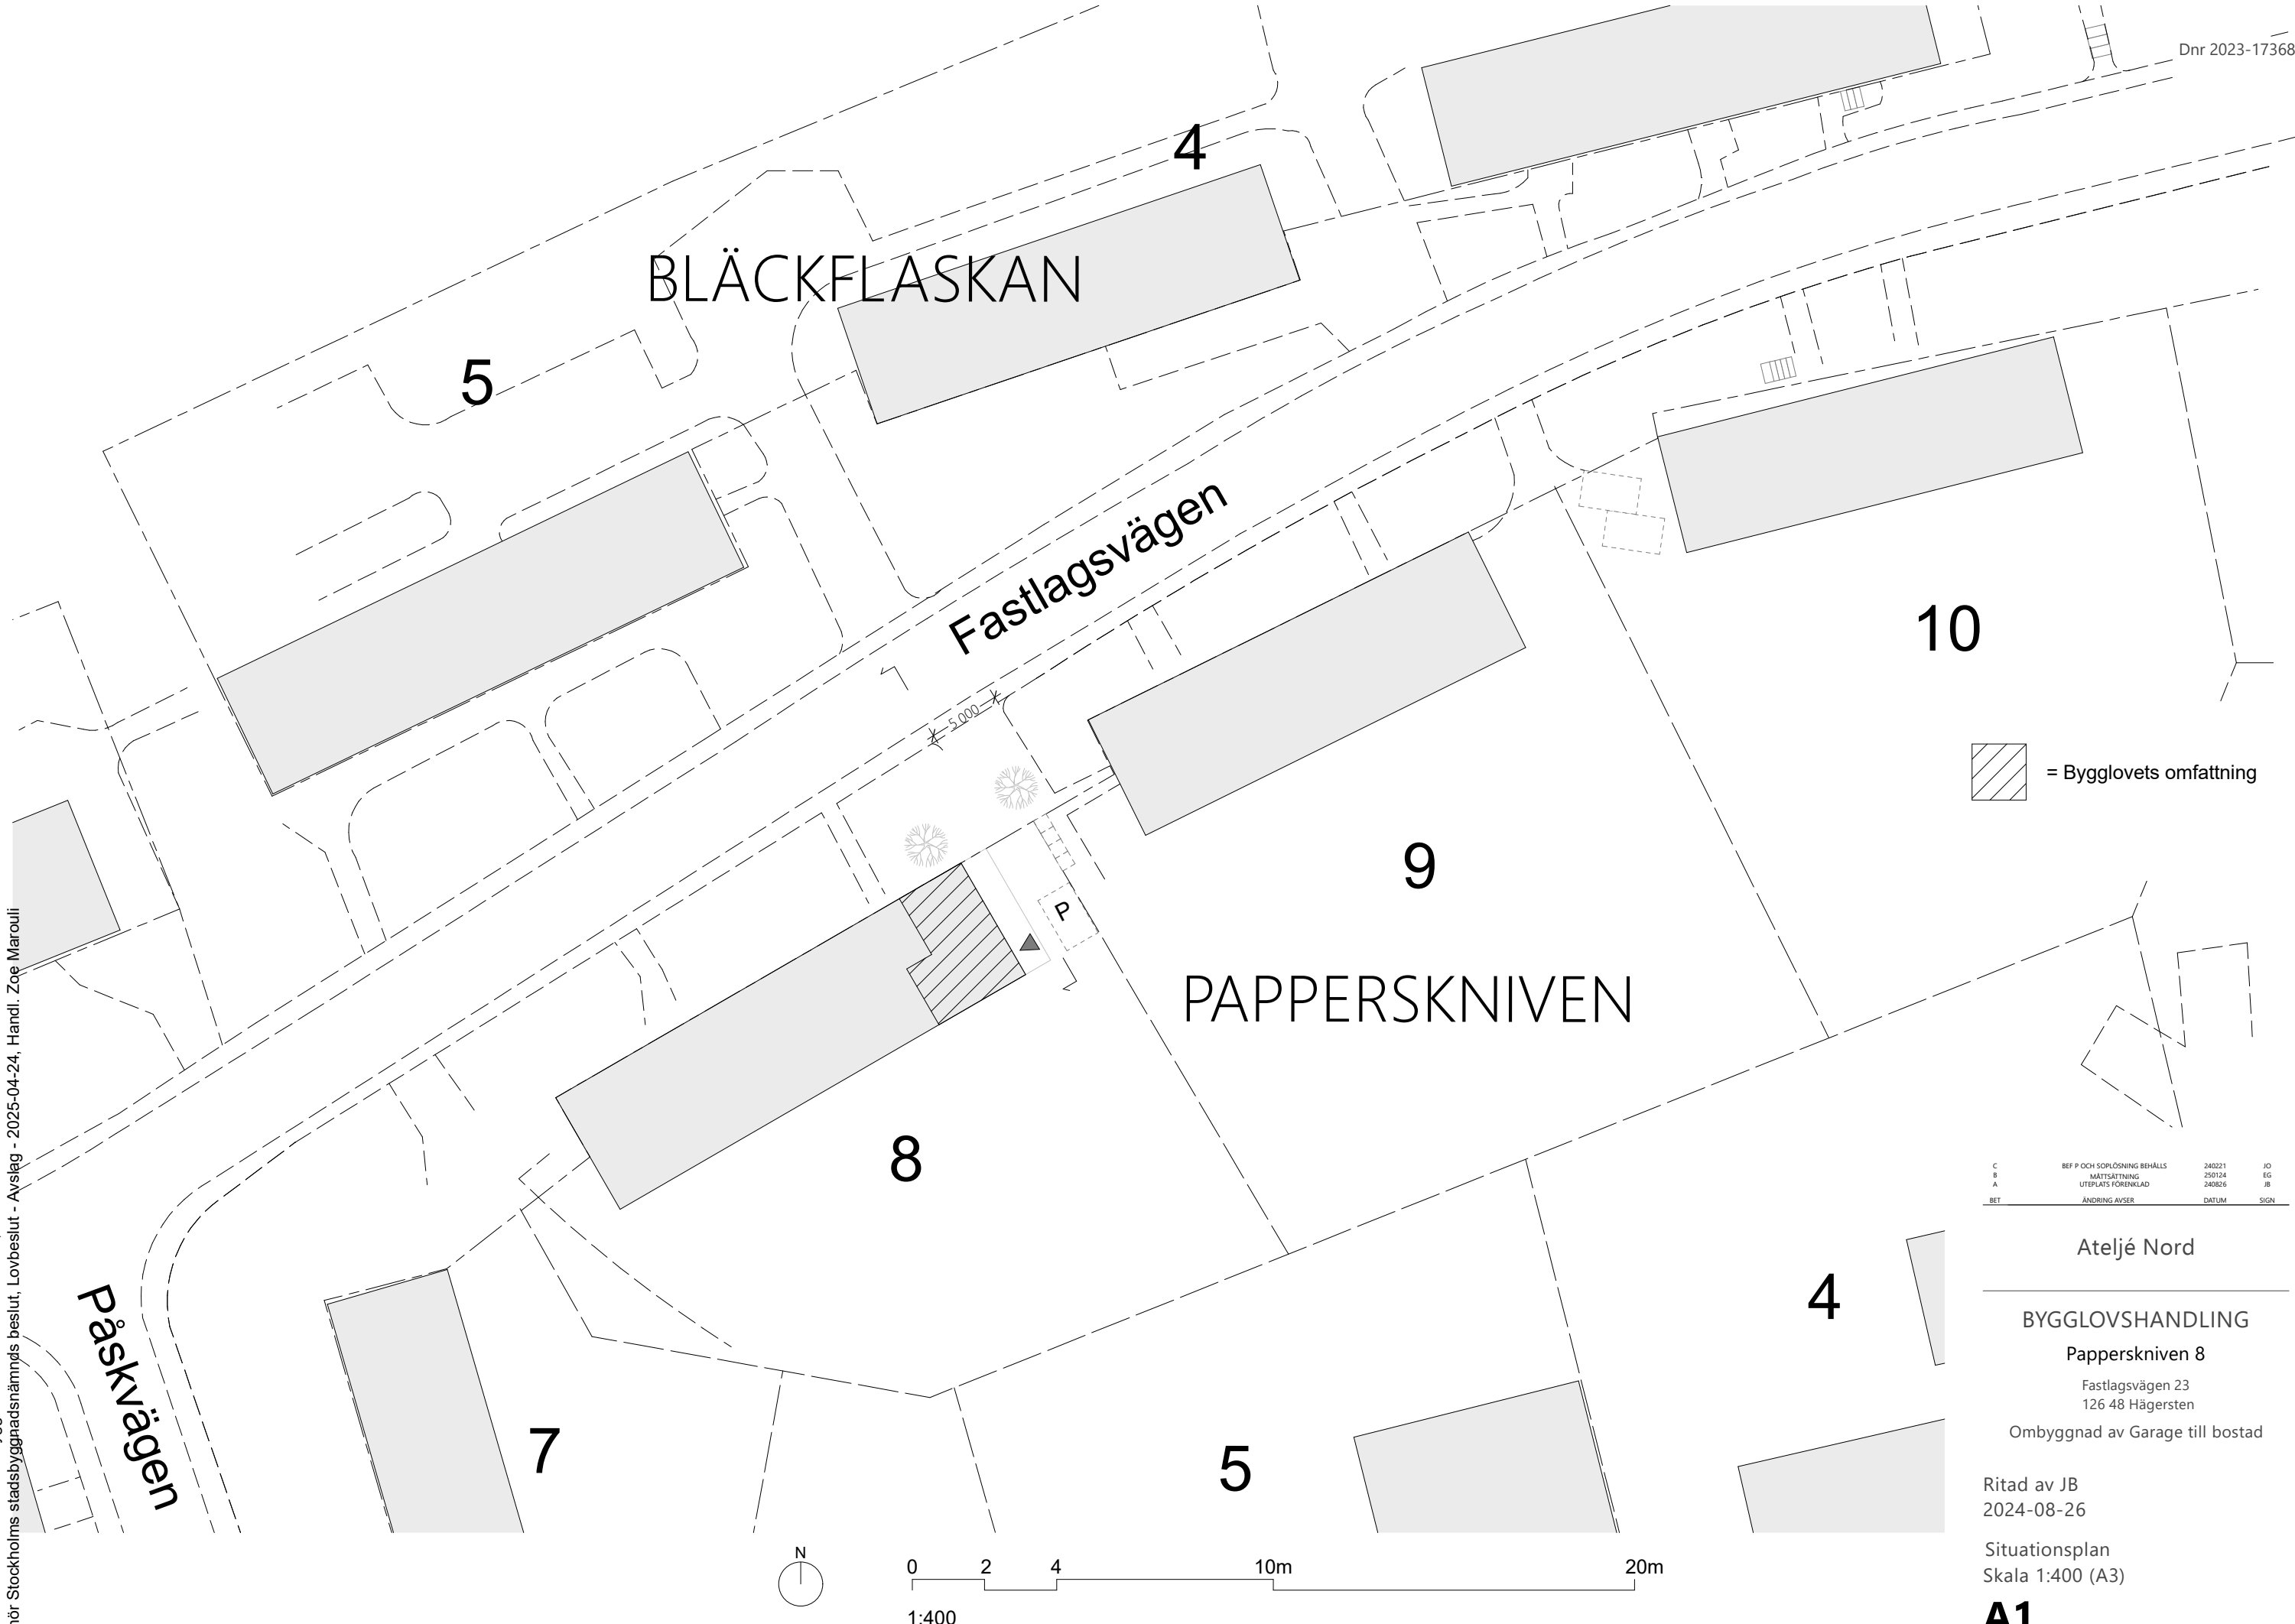 Dnr 2023-17368
4
BLÄCKFLASKAN
5
Fastlagsvägen
10
5 000
= Bygglovets omfattning
9
P
PAPPERSKNIVEN
8
Påskvägen
7
5
4
hör Stockholms stadsbyggnadsnämnds beslut, Lovbeslut - Avslag - 2025-04-24, Handl. Zoe Marouli
C BEF P OCH SOPLÖSNING BEHÅLLS 240221 JO
B MÅTTSÄTTNING 250124 EG
A UTEPLATS FÖRENKLAD 240826 JB
BET ÄNDRING AVSER DATUM SIGN
Ateljé Nord
BYGGLOVSHANDLING
Papperskniven 8
Fastlagsvägen 23
126 48 Hägersten
Ombyggnad av Garage till bostad
Ritad av JB
2024-08-26
Situationsplan
Skala 1:400 (A3)
A1
N
0 2 4 10m 20m
1:400